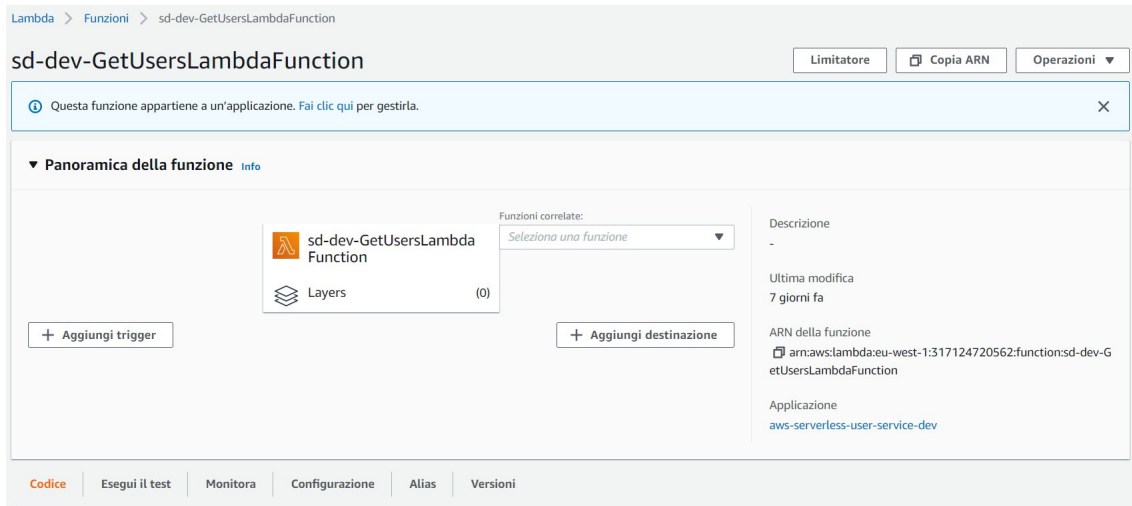 Lambda > Funzioni > sd-dev-GetUsersLambdaFunction
sd-dev-GetUsersLambdaFunction
Limitatore
Copia ARN
Operazioni ▼
Questa funzione appartiene a un'applicazione. Fai clic qui per gestirla.
▼ Panoramica della funzione Info
sd-dev-GetUsersLambda
Function
Layers (0)
Funzioni correlate:
Seleziona una funzione
+ Aggiungi trigger
+ Aggiungi destinazione
Descrizione
-
Ultima modifica
7 giorni fa
ARN della funzione
arn:aws:lambda:eu-west-1:317124720562:function:sd-dev-G
etUsersLambdaFunction
Applicazione
aws-serverless-user-service-dev
Codice
Esegui il test
Monitora
Configurazione
Alias
Versioni